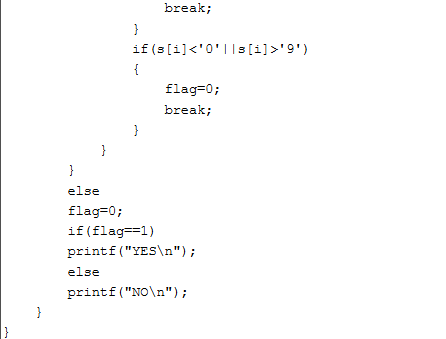 break;
}
if(s[i]<'0'||s[i]>'9')
{
flag=0;
break;
}
}
}
else
flag=0;
if(flag==1)
printf("YES\n");
else
printf("NO\n");
}
}